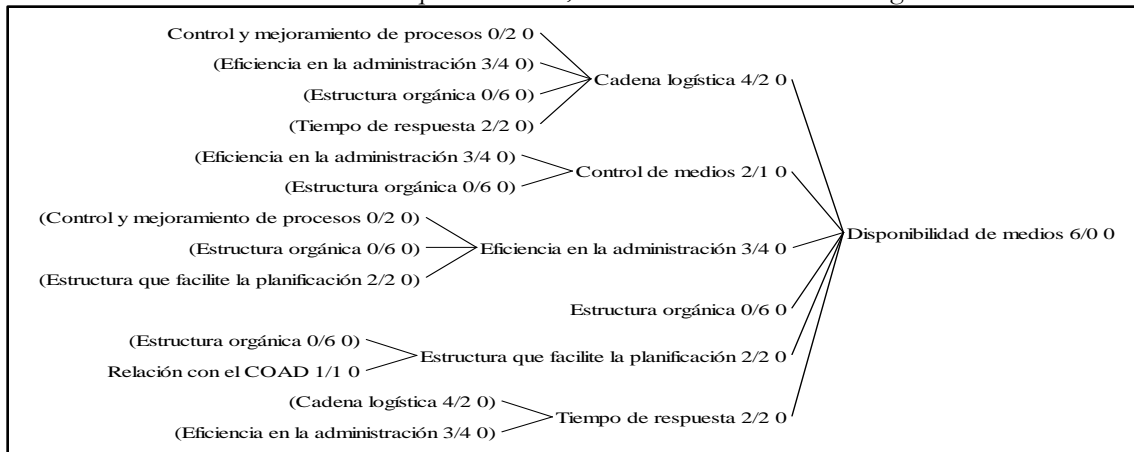 Control y mejoramiento de procesos 0/2 0
(Eficiencia en la administración 3/4 0)
Cadena logística 4/2 0
(Estructura orgánica 0/6 0)
(Tiempo de respuesta 2/2 0)
(Eficiencia en la administración 3/4 0)
Control de medios 2/1 0
(Estructura orgánica 0/6 0)
(Control y mejoramiento de procesos 0/2 0)
(Estructura orgánica 0/6 0)
Eficiencia en la administración 3/4 0
Disponibilidad de medios 6/0 0
(Estructura que facilite la planificación 2/2 0)
Estructura orgánica 0/6 0
(Estructura orgánica 0/6 0)
Estructura que facilite la planificación 2/2 0
Relación con el COAD 1/1 0
(Cadena logística 4/2 0)
Tiempo de respuesta 2/2 0
(Eficiencia en la administración 3/4 0)